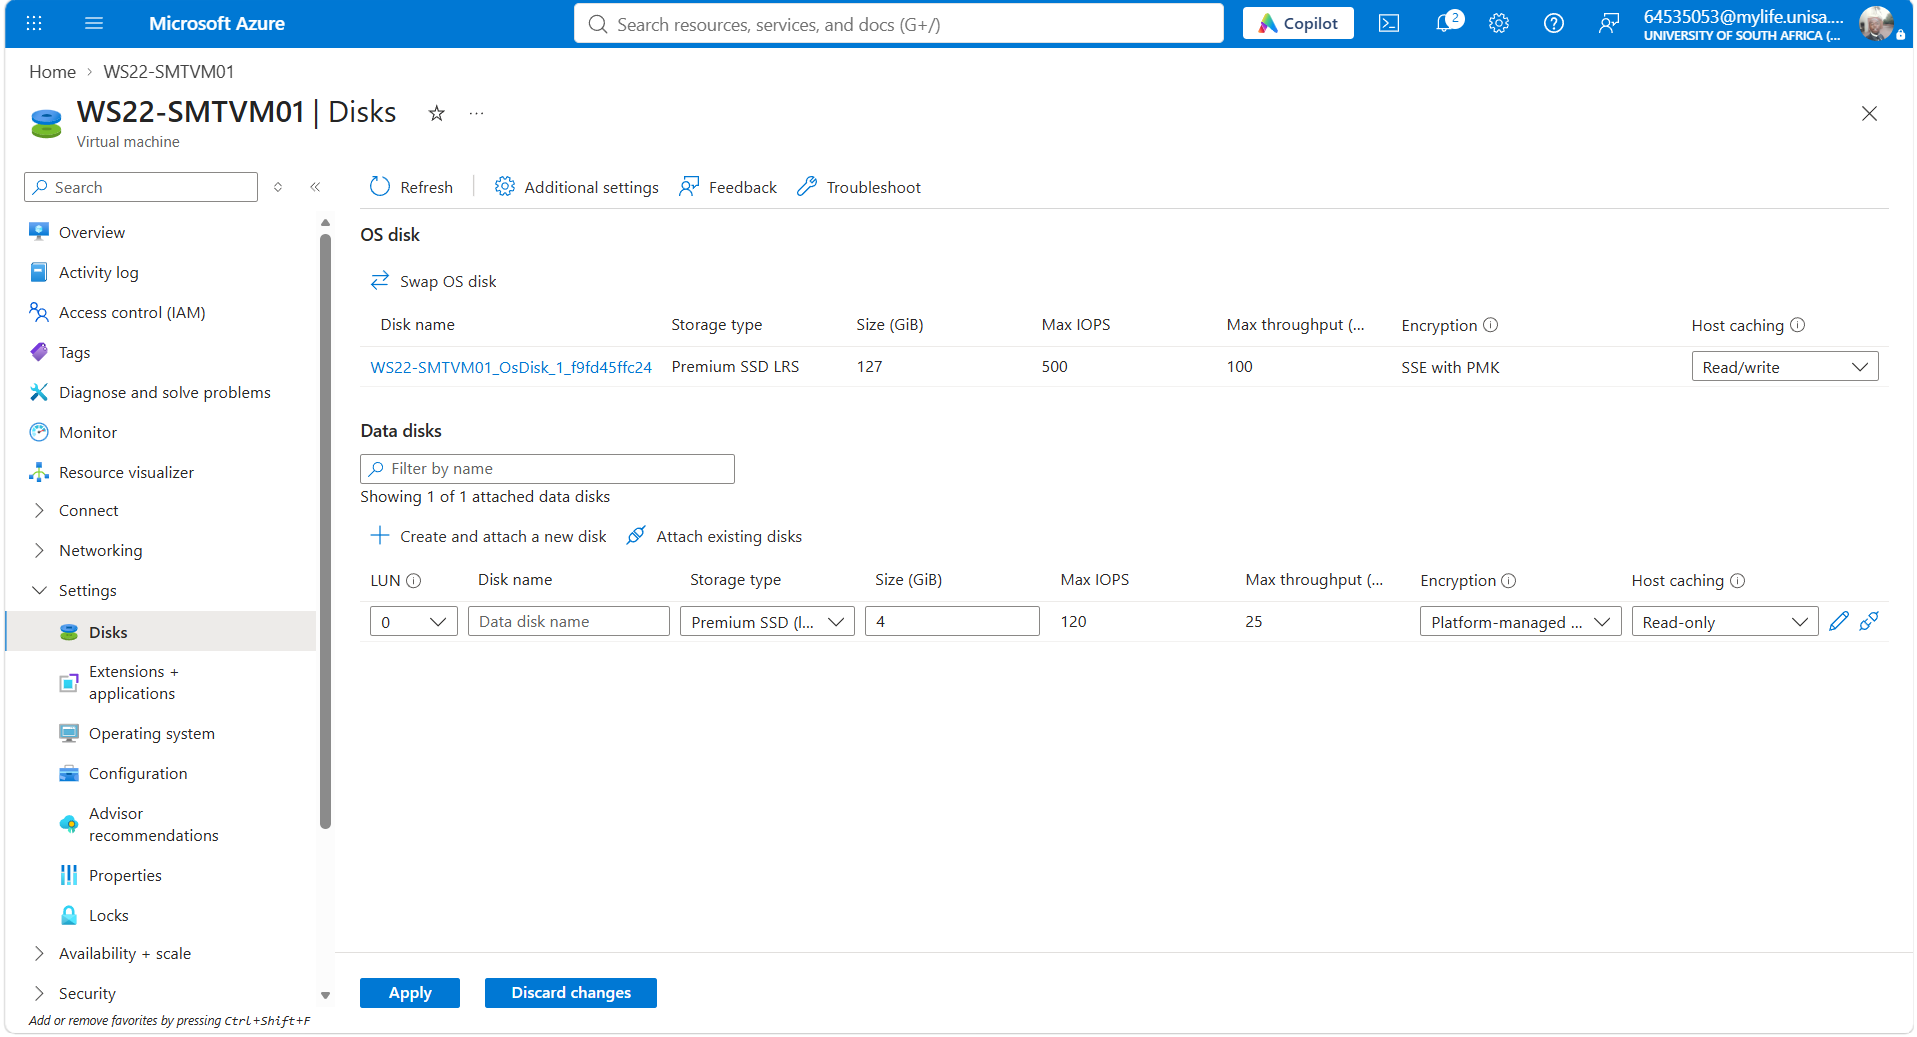 Microsoft Azure
Search resources, services, and docs (G+/)
Copilot
2
64535053@mylife.unisa....
UNIVERSITY OF SOUTH AFRICA (...
Home > WS22-SMTVM01
WS22-SMTVM01 | Disks
...
Virtual machine
Search
Overview
Activity log
Access control (IAM)
Tags
Diagnose and solve problems
Monitor
Resource visualizer
Connect
Networking
Settings
Disks
Extensions +
applications
Operating system
Configuration
Advisor
recommendations
Properties
Locks
Availability + scale
Security
Add or remove favorites by pressing Ctrl+Shift+F
Refresh
Additional settings
Feedback
Troubleshoot
OS disk
Swap OS disk
Disk name Storage type Size (GiB) Max IOPS Max throughput (... Encryption Host caching
WS22-SMTVM01_OsDisk_1_f9fd45ffc24 Premium SSD LRS 127 500 100 SSE with PMK Read/write
Data disks
Filter by name
Showing 1 of 1 attached data disks
Create and attach a new disk Attach existing disks
LUN Disk name Storage type Size (GiB) Max IOPS Max throughput (... Encryption Host caching
0 Data disk name Premium SSD (l... 4 120 25 Platform-managed ... Read-only
Apply Discard changes